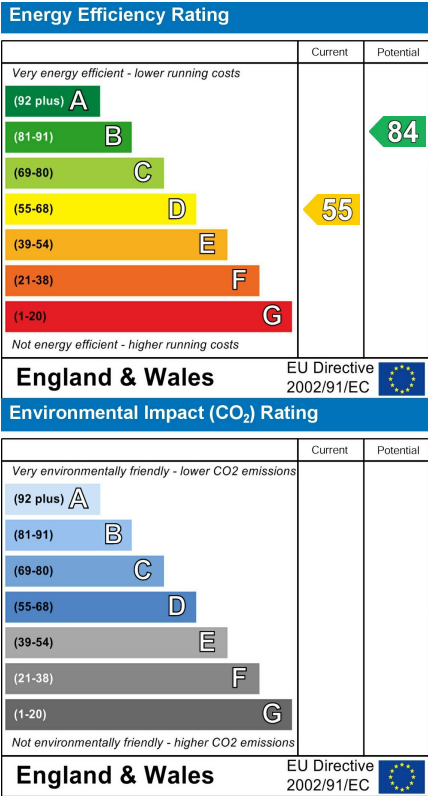 Energy Efficiency Rating
Current Potential
Very energy efficient - lower running costs
(92 plus) A
(81-91) B
84
(69-80) C
(55-68) D
55
(39-54) E
(21-38) F
(1-20) G
Not energy efficient - higher running costs
England & Wales
EU Directive
2002/91/EC
Environmental Impact (CO₂) Rating
Current Potential
Very environmentally friendly - lower CO2 emissions
(92 plus) A
(81-91) B
(69-80) C
(55-68) D
(39-54) E
(21-38) F
(1-20) G
Not environmentally friendly - higher CO2 emissions
England & Wales
EU Directive
2002/91/EC